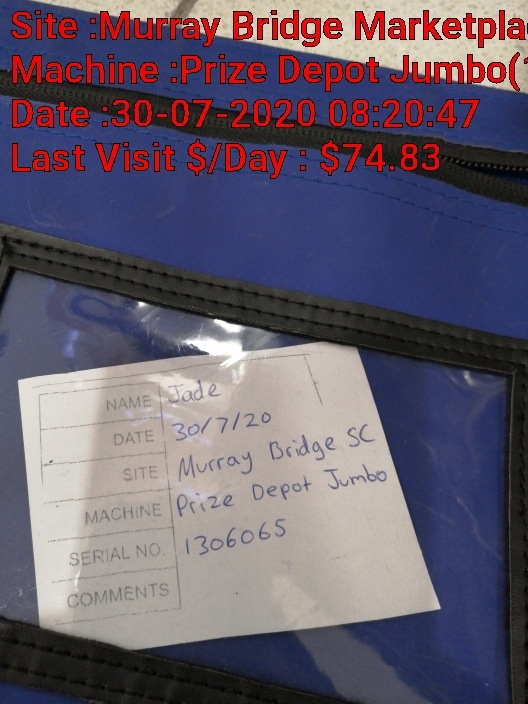 Site :Murray Bridge Marketpla
Machine :Prize Depot Jumbo(
Date :30-07-2020 08:20:47
Last Visit $/Day : $74.83
NAME Jade
DATE 30/7/20
SITE Murray Bridge SC
MACHINE Prize Depot Jumbo
SERIAL NO. 1306065
COMMENTS